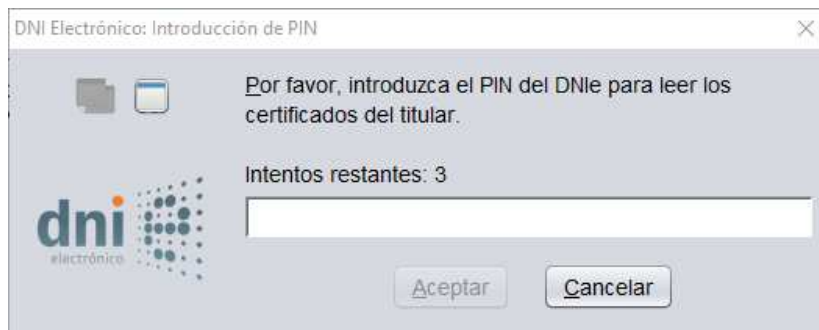 DNI Electrónico: Introducción de PIN
Por favor, introduzca el PIN del DNIe para leer los
certificados del titular.
Intentos restantes: 3
dni
electrónico
Aceptar
Cancelar